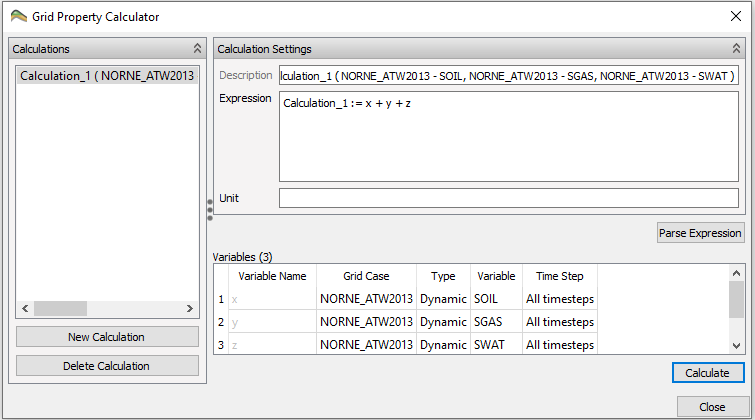 Grid Property Calculator
Calculations
Calculation_1 ( NORNE_ATW2013
New Calculation
Delete Calculation
Calculation Settings
Description lculation_1 ( NORNE_ATW2013 - SOIL, NORNE_ATW2013 - SGAS, NORNE_ATW2013 - SWAT )
Expression Calculation_1 := x + y + z
Unit
Parse Expression
Variables (3)
Variable Name Grid Case Type Variable Time Step
1 x NORNE_ATW2013 Dynamic SOIL All timesteps
2 y NORNE_ATW2013 Dynamic SGAS All timesteps
3 z NORNE_ATW2013 Dynamic SWAT All timesteps
Calculate
Close